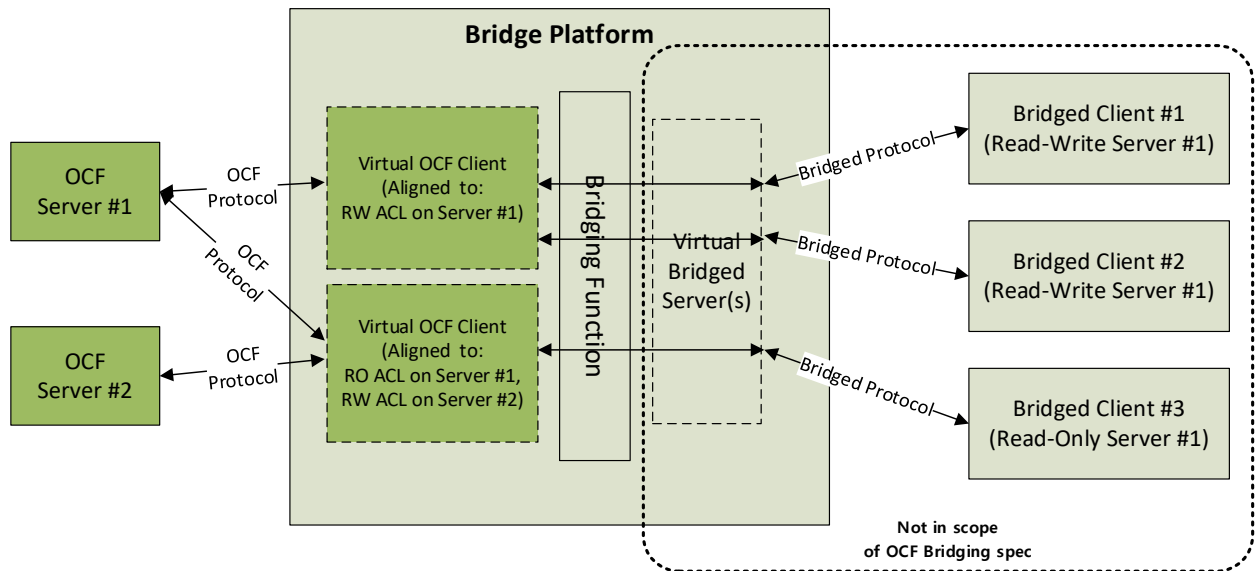 Bridge Platform
OCF
Server #1
OCF
Server #2
OCF
Protocol
OCF
Protocol
OCF
Protocol
Virtual OCF Client
(Aligned to:
RW ACL on Server #1)
Virtual OCF Client
(Aligned to:
RO ACL on Server #1,
RW ACL on Server #2)
Bridging Function
Virtual
Bridged
Server(s)
Bridged Protocol
Bridged Protocol
Bridged Protocol
Bridged Client #1
(Read-Write Server #1)
Bridged Client #2
(Read-Write Server #1)
Bridged Client #3
(Read-Only Server #1)
Not in scope
of OCF Bridging spec